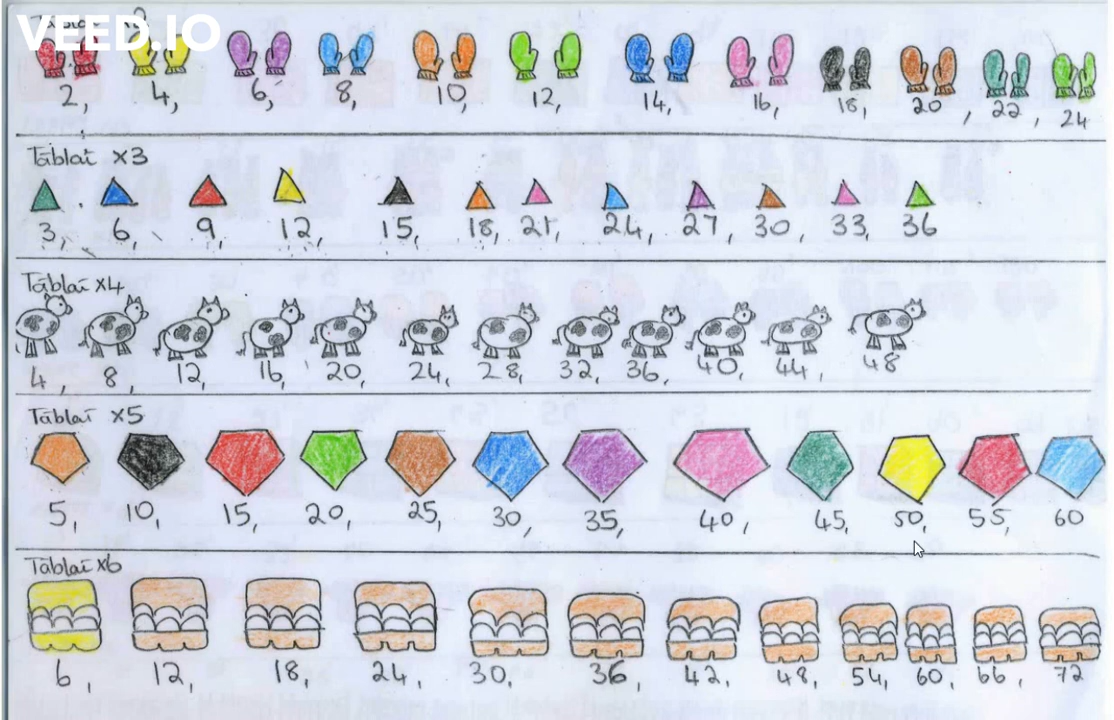 VEED.IO
2, 4, 6, 8, 10, 12, 14, 16, 18, 20, 22, 24
Táblaí x3
3, 6, 9, 12, 15, 18, 21, 24, 27, 30, 33, 36
Táblaí x4
4, 8, 12, 16, 20, 24, 28, 32, 36, 40, 44, 48
Táblaí x5
5, 10, 15, 20, 25, 30, 35, 40, 45, 50, 55, 60
Táblaí x6
6, 12, 18, 24, 30, 36, 42, 48, 54, 60, 66, 72